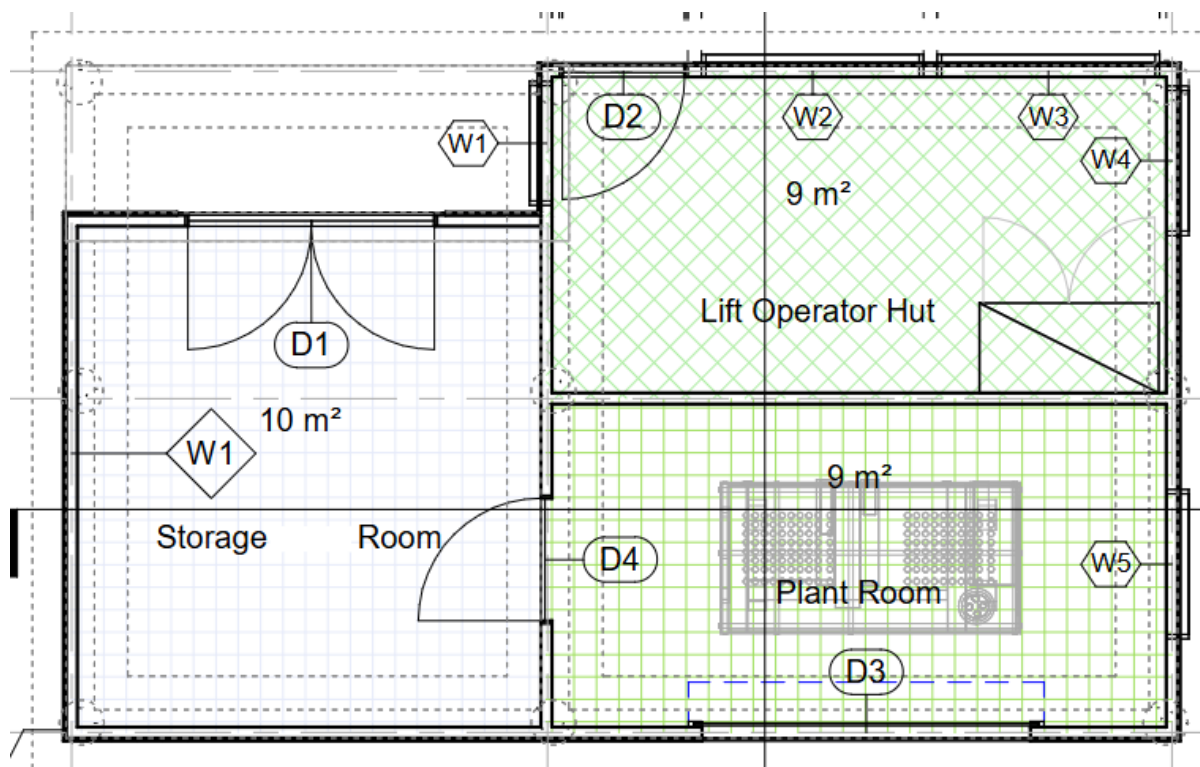 D2
W2
W3
W1
W4
9 m²
Lift Operator Hut
D1
10 m²
W1
9 m²
Storage Room
D4
W5
Plant Room
D3